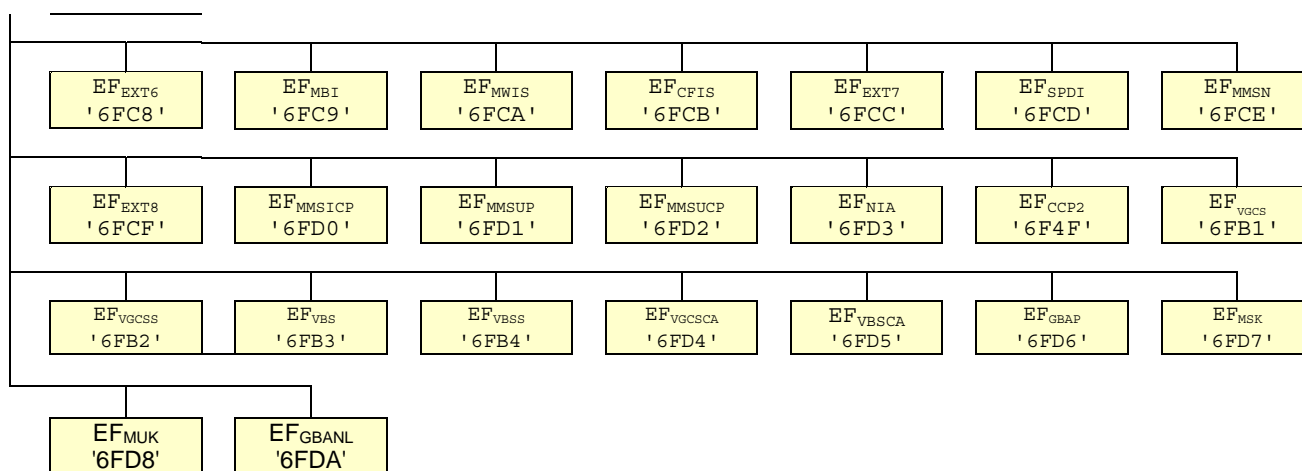 EFEXT6 EFMBI EFMWIS EFCFIS EFEXT7 EFSPDI EFMMSN
'6FC8' '6FC9' '6FCA' '6FCB' '6FCC' '6FCD' '6FCE'
EFEXT8 EFMMSICP EFMMSUP EFMMSUCP EFNIA EFCCP2 EFVGCS
'6FCF' '6FD0' '6FD1' '6FD2' '6FD3' '6F4F' '6FB1'
EFVGCSS EFVBS EFVBSS EFVGCSCA EFVBSCA EFGBAP EFMSK
'6FB2' '6FB3' '6FB4' '6FD4' '6FD5' '6FD6' '6FD7'
EFMUK EFGBANL
'6FD8' '6FDA'